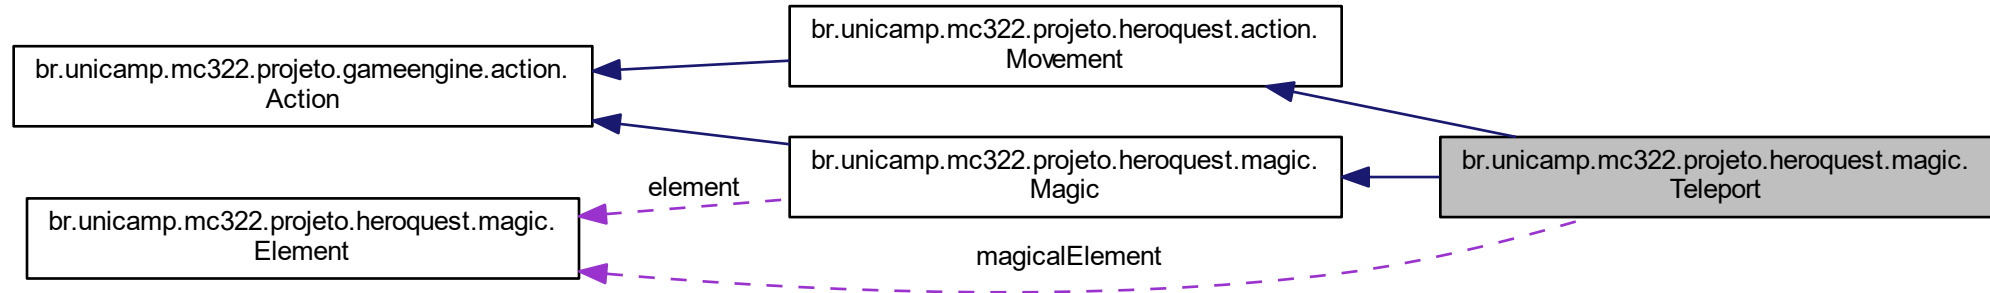 br.unicamp.mc322.projeto.gameengine.action.
Action
br.unicamp.mc322.projeto.heroquest.action.
Movement
br.unicamp.mc322.projeto.heroquest.magic.
Magic
br.unicamp.mc322.projeto.heroquest.magic.
Teleport
element
br.unicamp.mc322.projeto.heroquest.magic.
Element
magicalElement